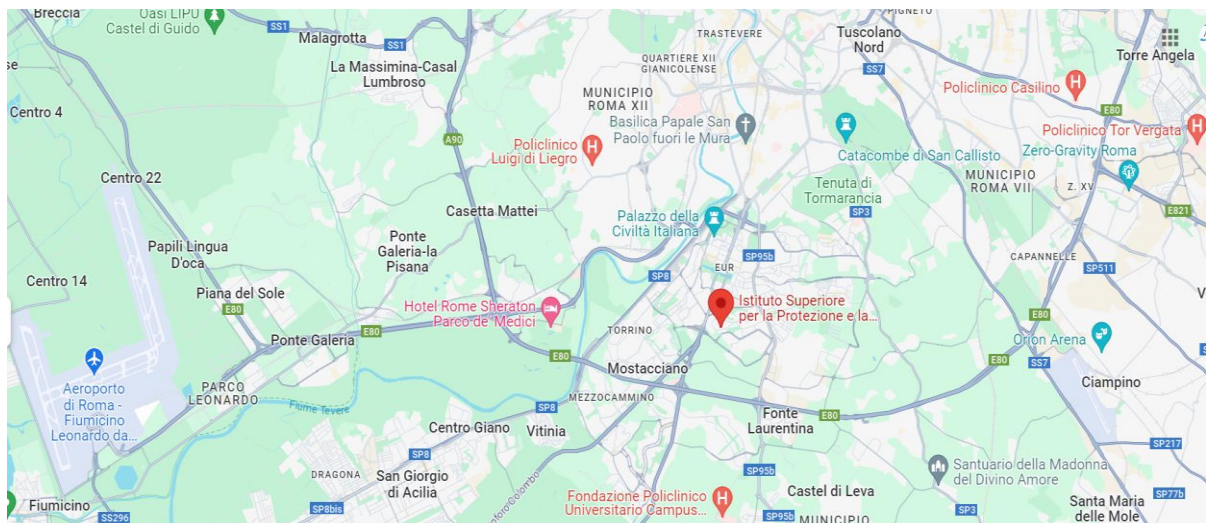 Breccia
Oasi LIPU
Castel di Guido
SS1
Malagrotta
SS1
La Massimina-Casal
Lumbroso
TRASTEVERE
QUARTIERE XII
GIANICOLENSE
Tuscolano
Nord
SS7
Torre Angela
Policlinico Casilino
E80
Centro 4
MUNICIPIO
ROMA XII
Basilica Papale San
Paolo fuori le Mura
Policlinico Tor Vergata
A90
Policlinico
Luigi di Liegro
Catacombe di San Callisto
Zero-Gravity Roma
Centro 22
MUNICIPIO
ROMA VII
Z. XV
Tenuta di
Tormarancia
SP3
E821
Casetta Mattei
Palazzo della
Civiltà Italiana
Papili Lingua
D'oca
Ponte
Galeria-la
Pisana
SP95b
CAPANNELLE
SP511
Centro 14
SP8
EUR
Piana del Sole
E80
Hotel Rome Sheraton
Parco de' Medici
Istituto Superiore
per la Protezione e la...
E80
E80
TORRINO
Ponte Galeria
Orion Arena
E80
Mostacciano
E80
SS7
Aeroporto
di Roma -
Fiumicino
Leonardo da...
PARCO
LEONARDO
Ciampino
MEZZOCAMMINO
Fiume Tevere
SP8
E80
Fonte
Laurentina
Centro Giano
Vitinia
SP217
SP8
DRAGONA
San Giorgio
di Acilia
SP95b
Santuario della Madonna
del Divino Amore
Fondazione Policlinico
Universitario Campus...
Castel di Leva
SP77b
Fiumicino
SS296
SP8bis
SP95b
MUNICIPIO
SP3
Santa Maria
delle Mole